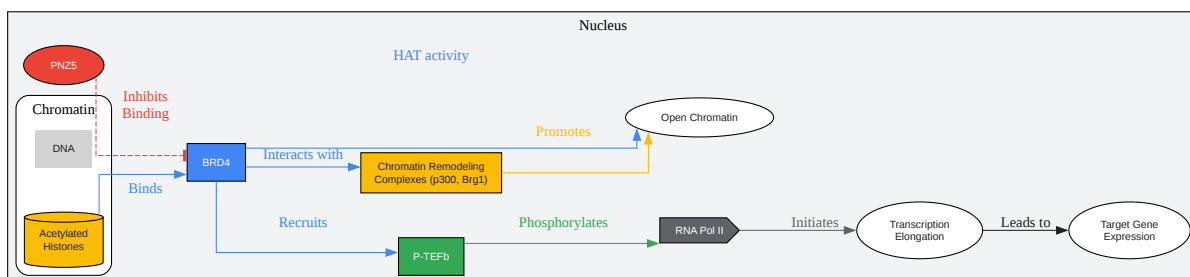 Nucleus
HAT activity
PNZ5
Inhibits
Binding
Chromatin
DNA
BRD4
Interacts with
Promotes
Open Chromatin
Chromatin Remodeling
Complexes (p300, Brg1)
Binds
Acetylated
Histones
Recruits
P-TEFb
Phosphorylates
RNA Pol II
Initiates
Transcription
Elongation
Leads to
Target Gene
Expression